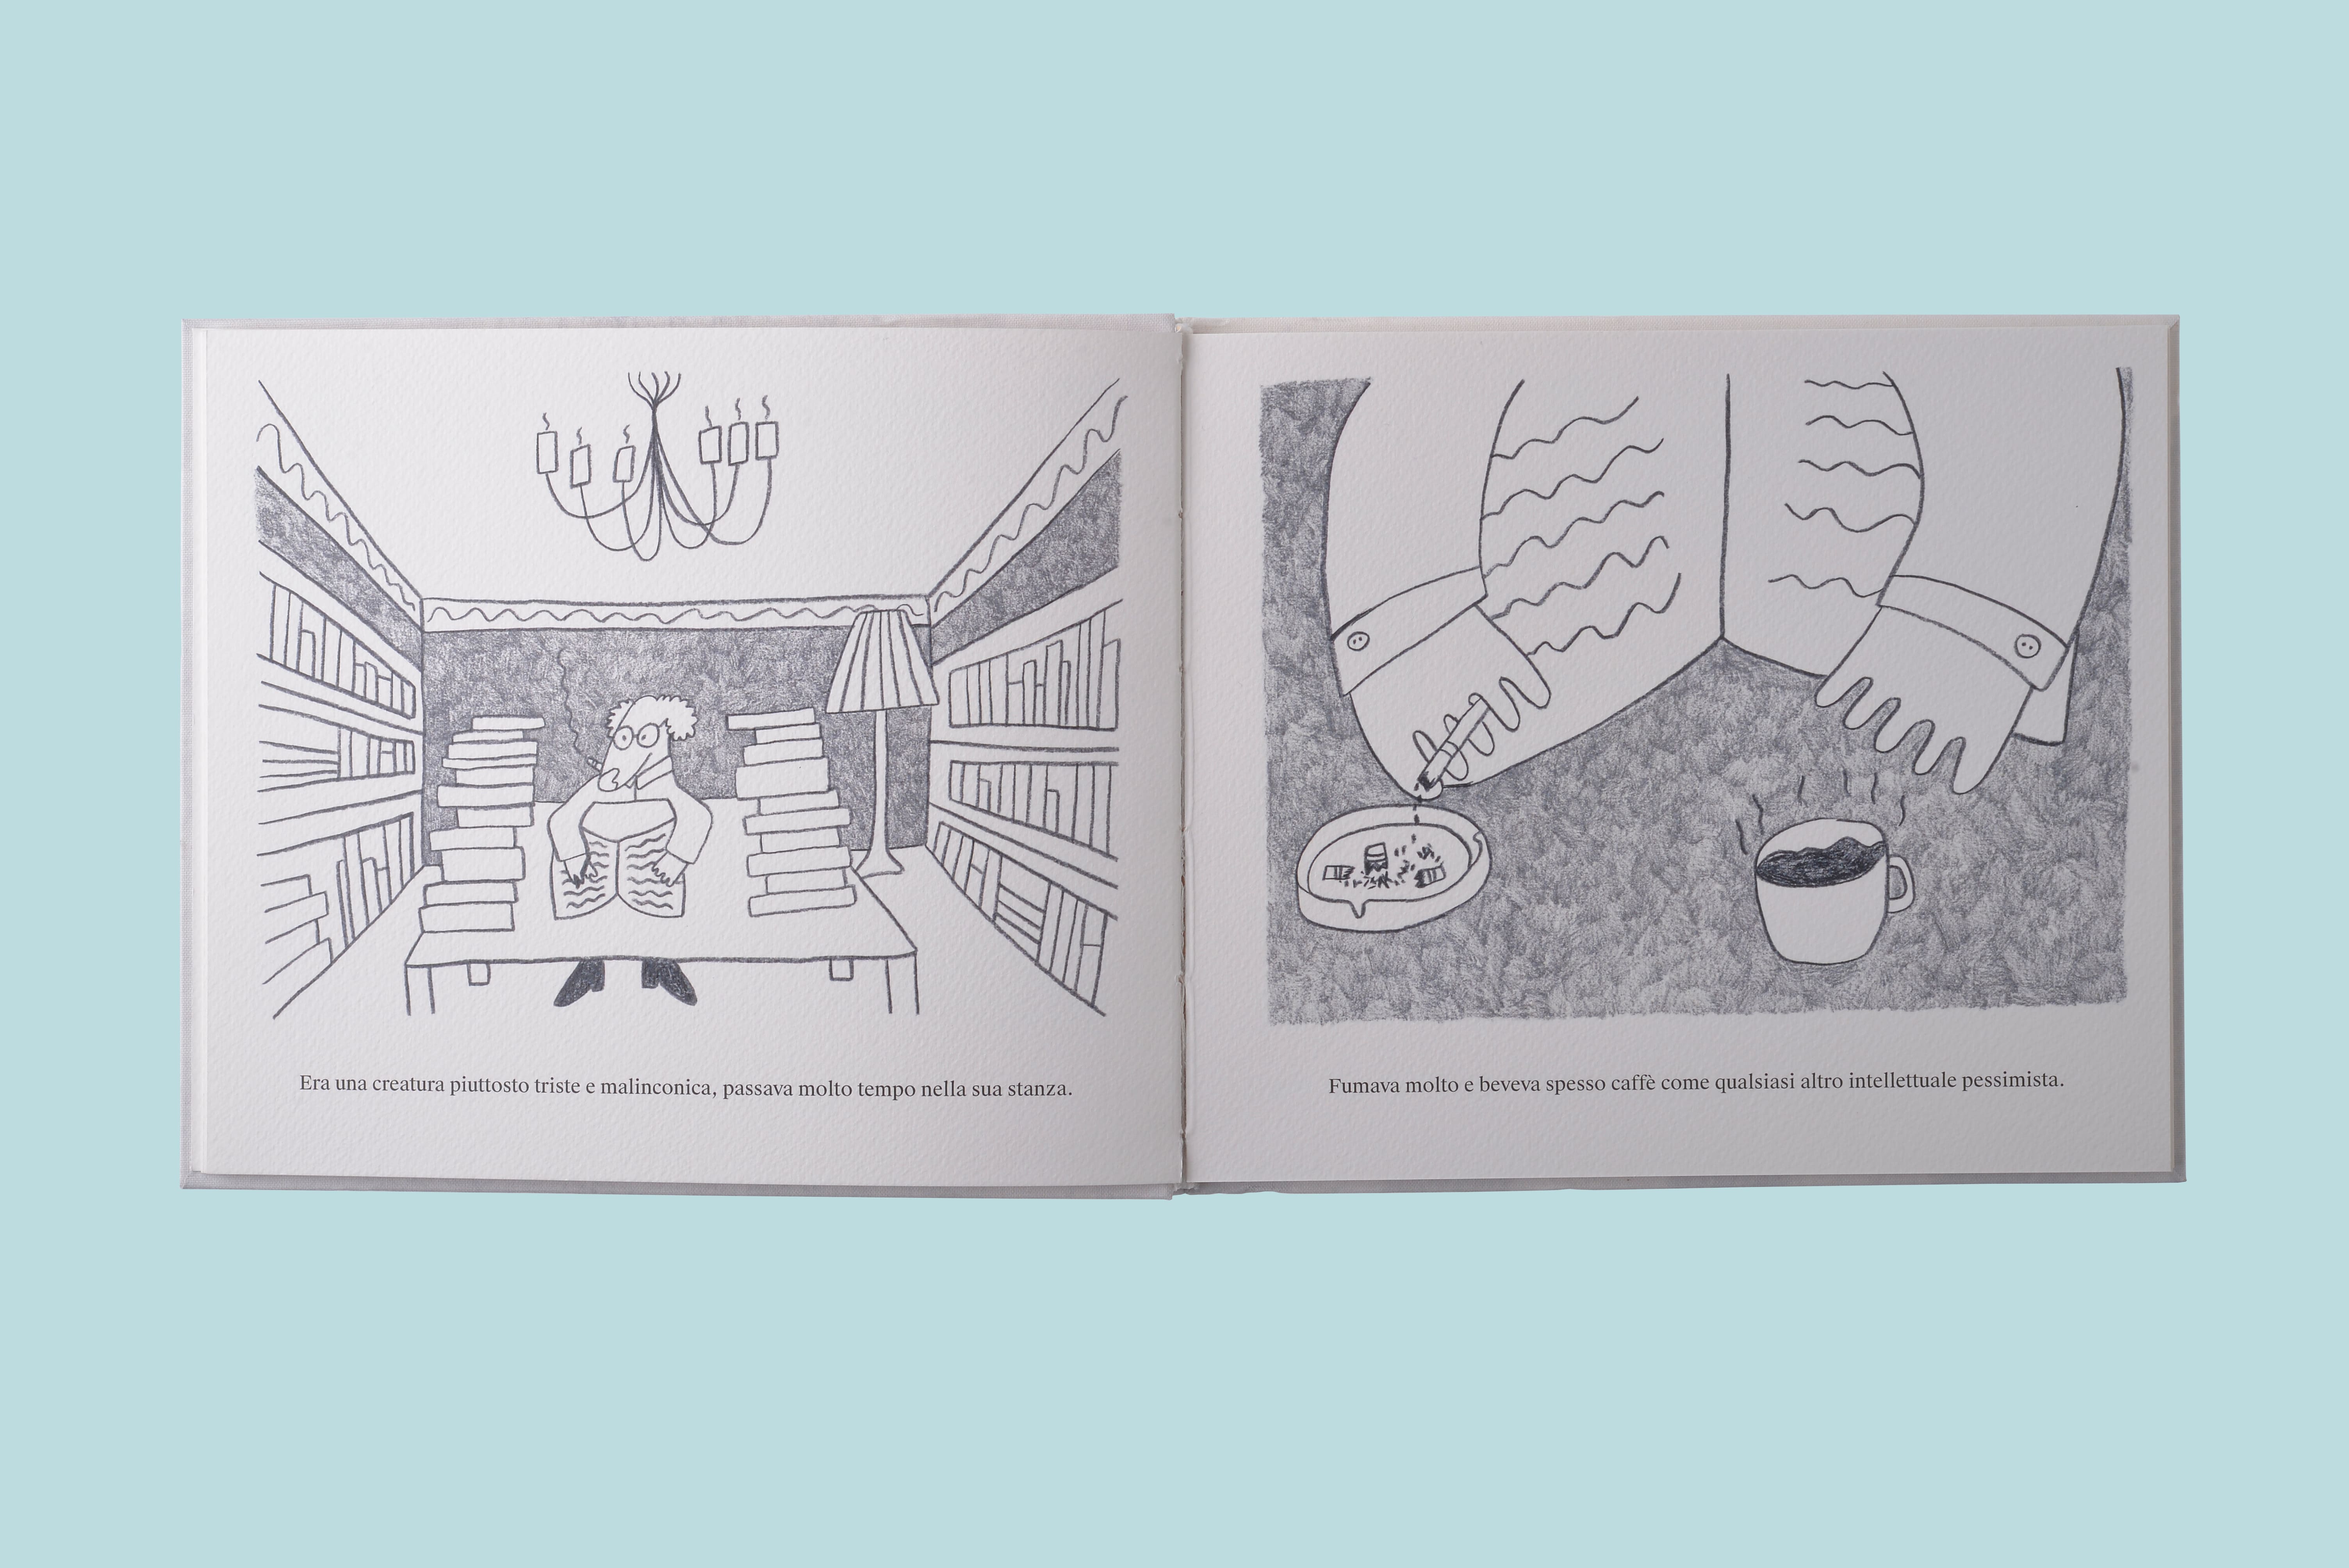 Era una creatura piuttosto triste e malinconica, passava molto tempo nella sua stanza.
Fumava molto e beveva spesso caffè come qualsiasi altro intellettuale pessimista.